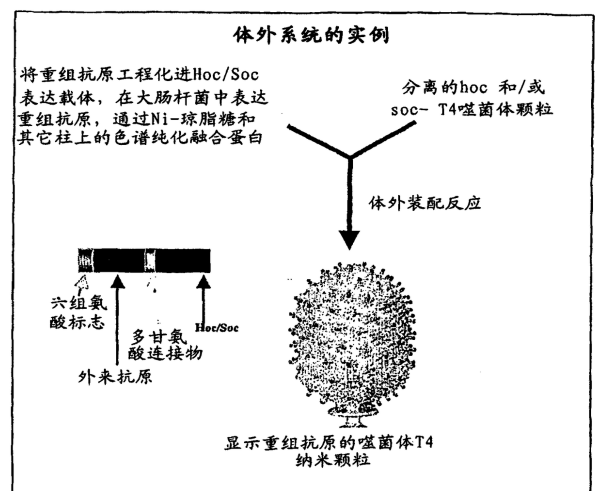 体外系统的实例
将重组抗原工程化进Hoc/Soc
表达载体，在大肠杆菌中表达
重组抗原，通过Ni-琼脂糖和
其它柱上的色谱纯化融合蛋白
分离的hoc 和/或
soc- T4噬菌体颗粒
体外装配反应
六组氨
酸标志
外来抗原
多甘氨
酸连接物
Hoc/Soc
显示重组抗原的噬菌体T4
纳米颗粒